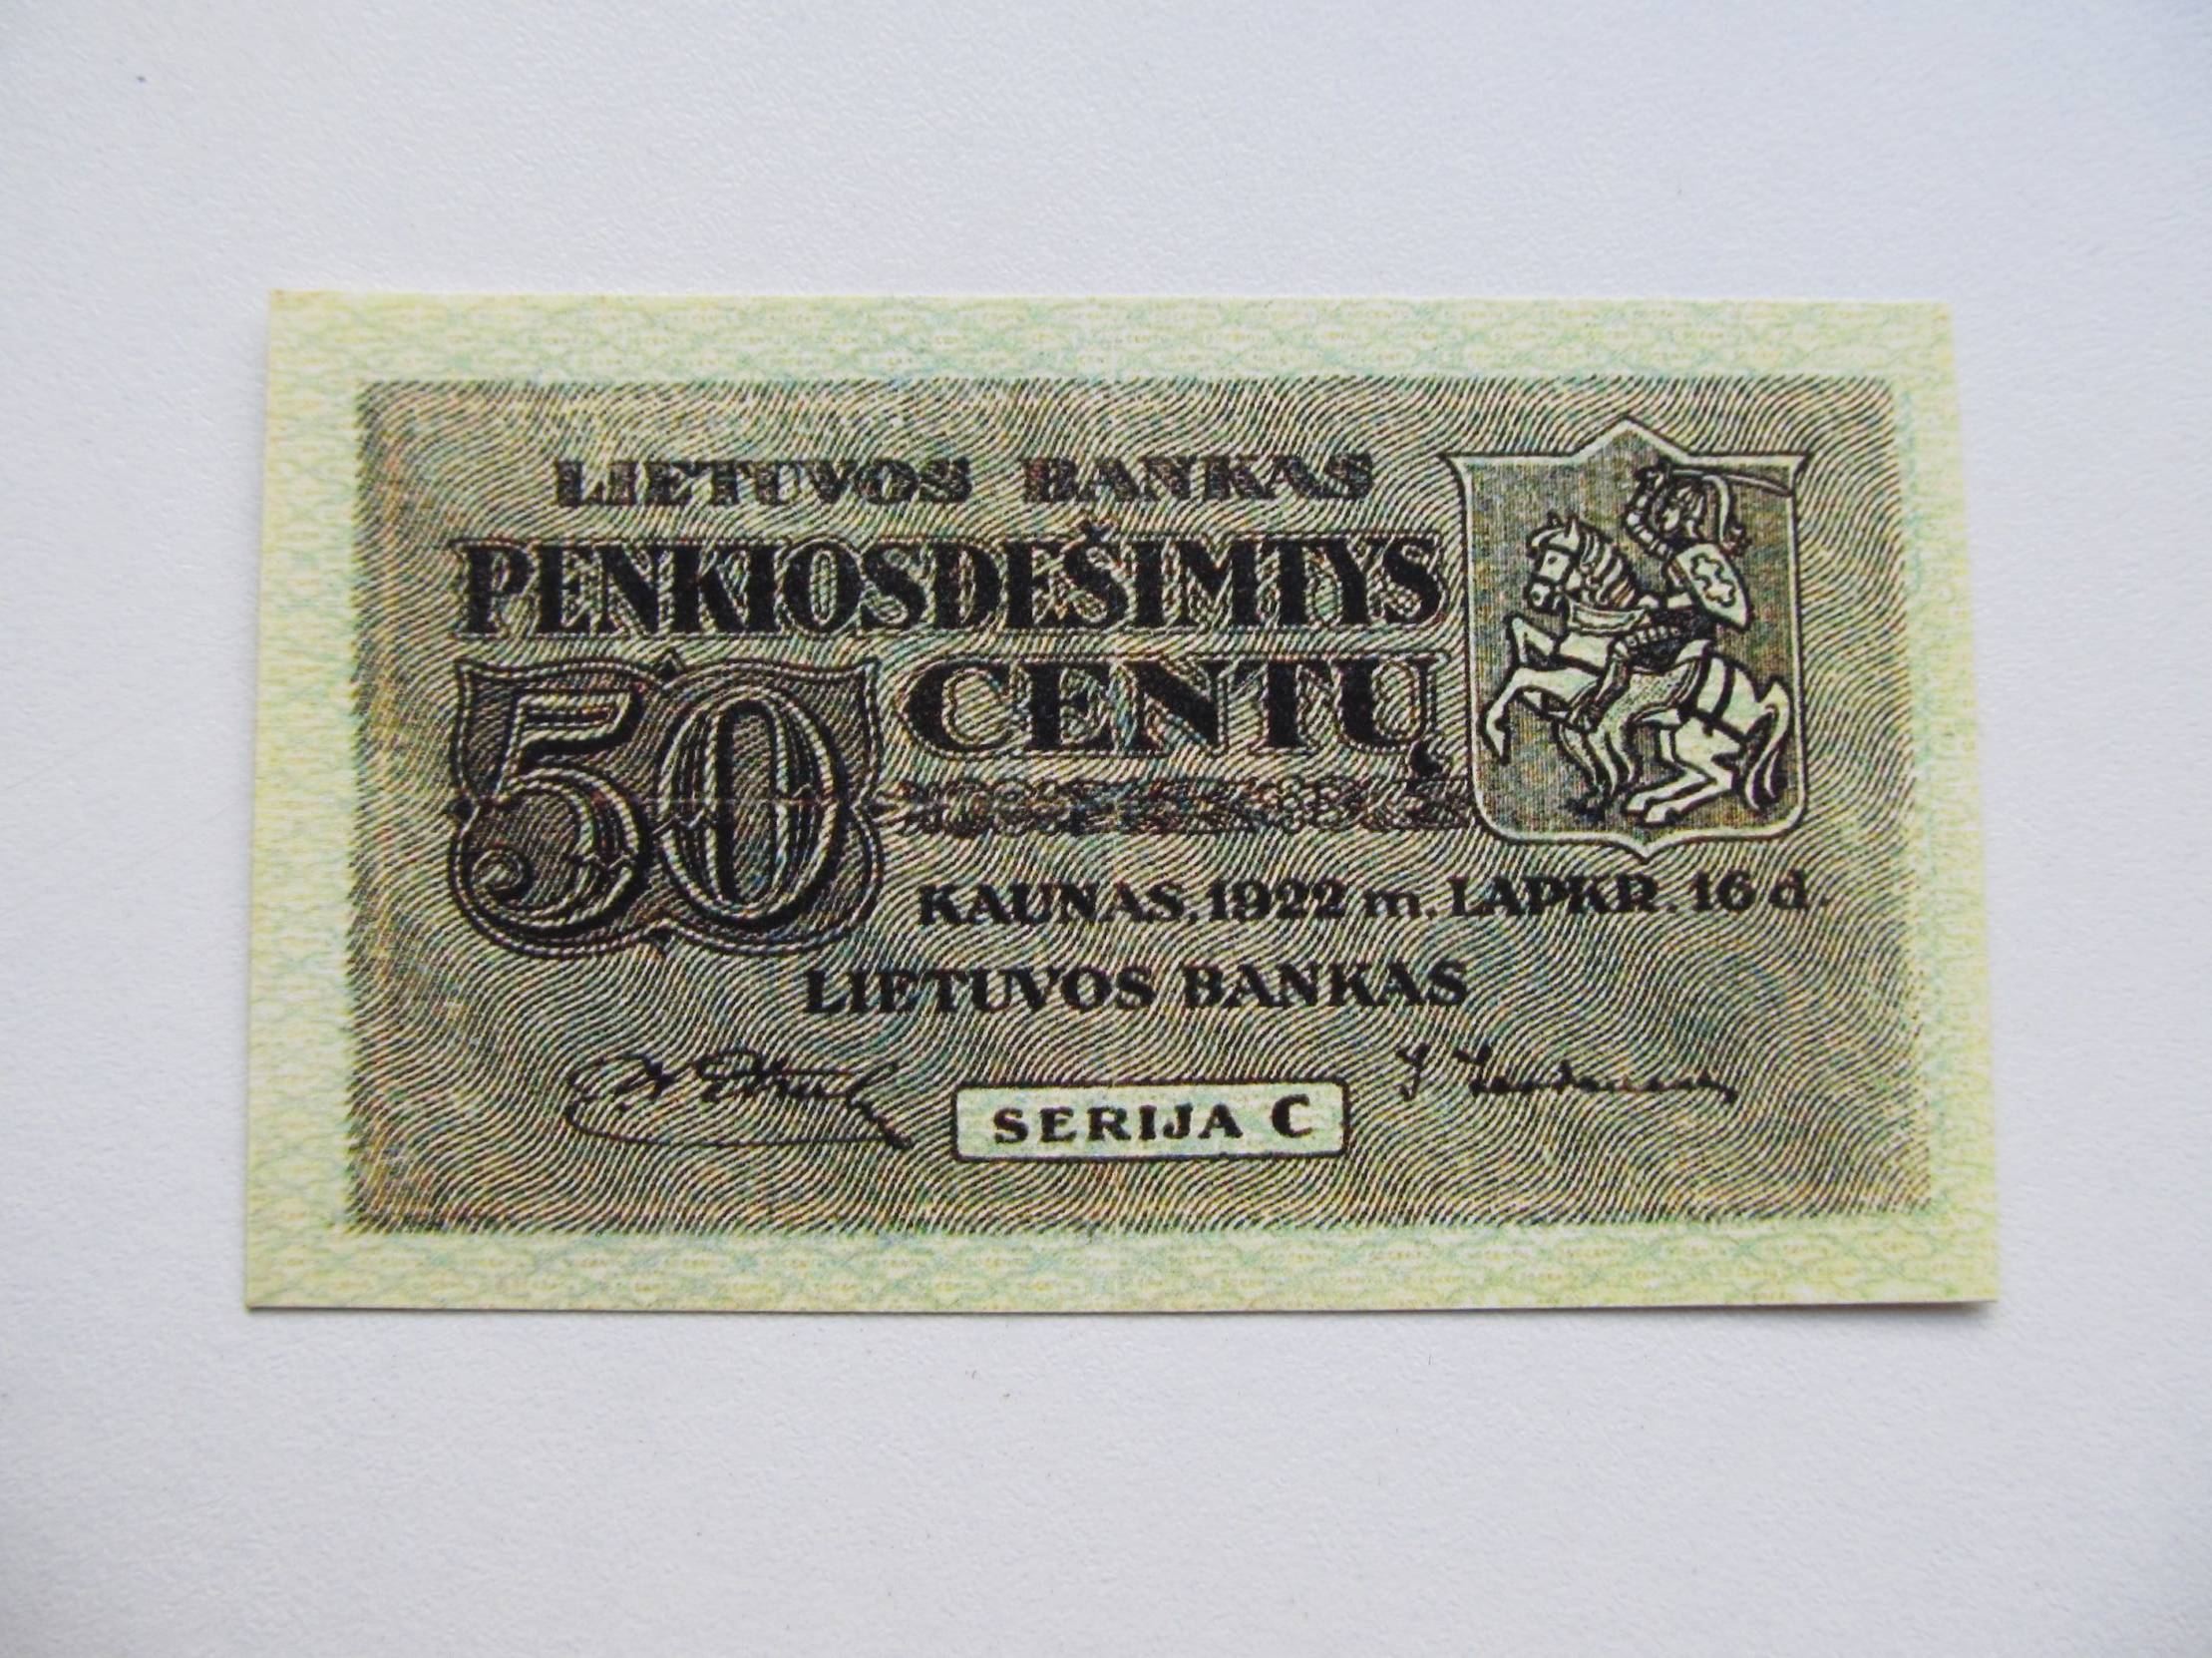 LIETUVOS BANKAS
PENKIOSDEŠIMTYS
50 CENTŲ
KAUNAS, 1922 m. LAPKR. 16 d.
LIETUVOS BANKAS
SERIJA C